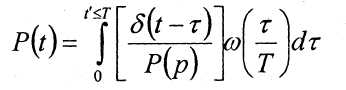 P(t) = ∫₀^{t'≤T} [δ(t−τ) / P(p)] ω(τ/T) dτ